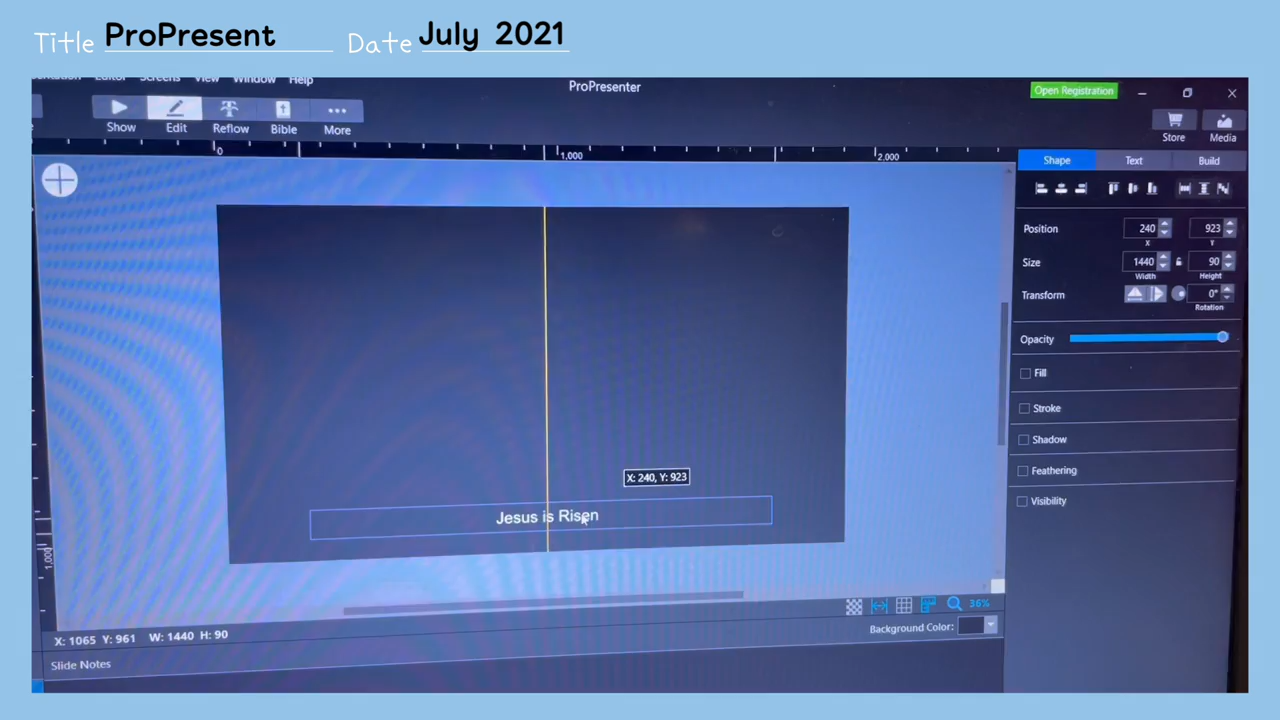 Title ProPresent Date July 2021
Editor Screens View Window Help
ProPresenter
Open Registration
Show Edit Reflow Bible More
Store Media
0 1,000 2,000
Shape Text Build
Position 240 923
X Y
Size 1440 90
Width Height
Transform 0°
Rotation
Opacity
Fill
Stroke
Shadow
Feathering
Visibility
X: 240, Y: 923
Jesus is Risen
1,000
36%
X: 1065 Y: 961 W: 1440 H: 90
Background Color:
Slide Notes